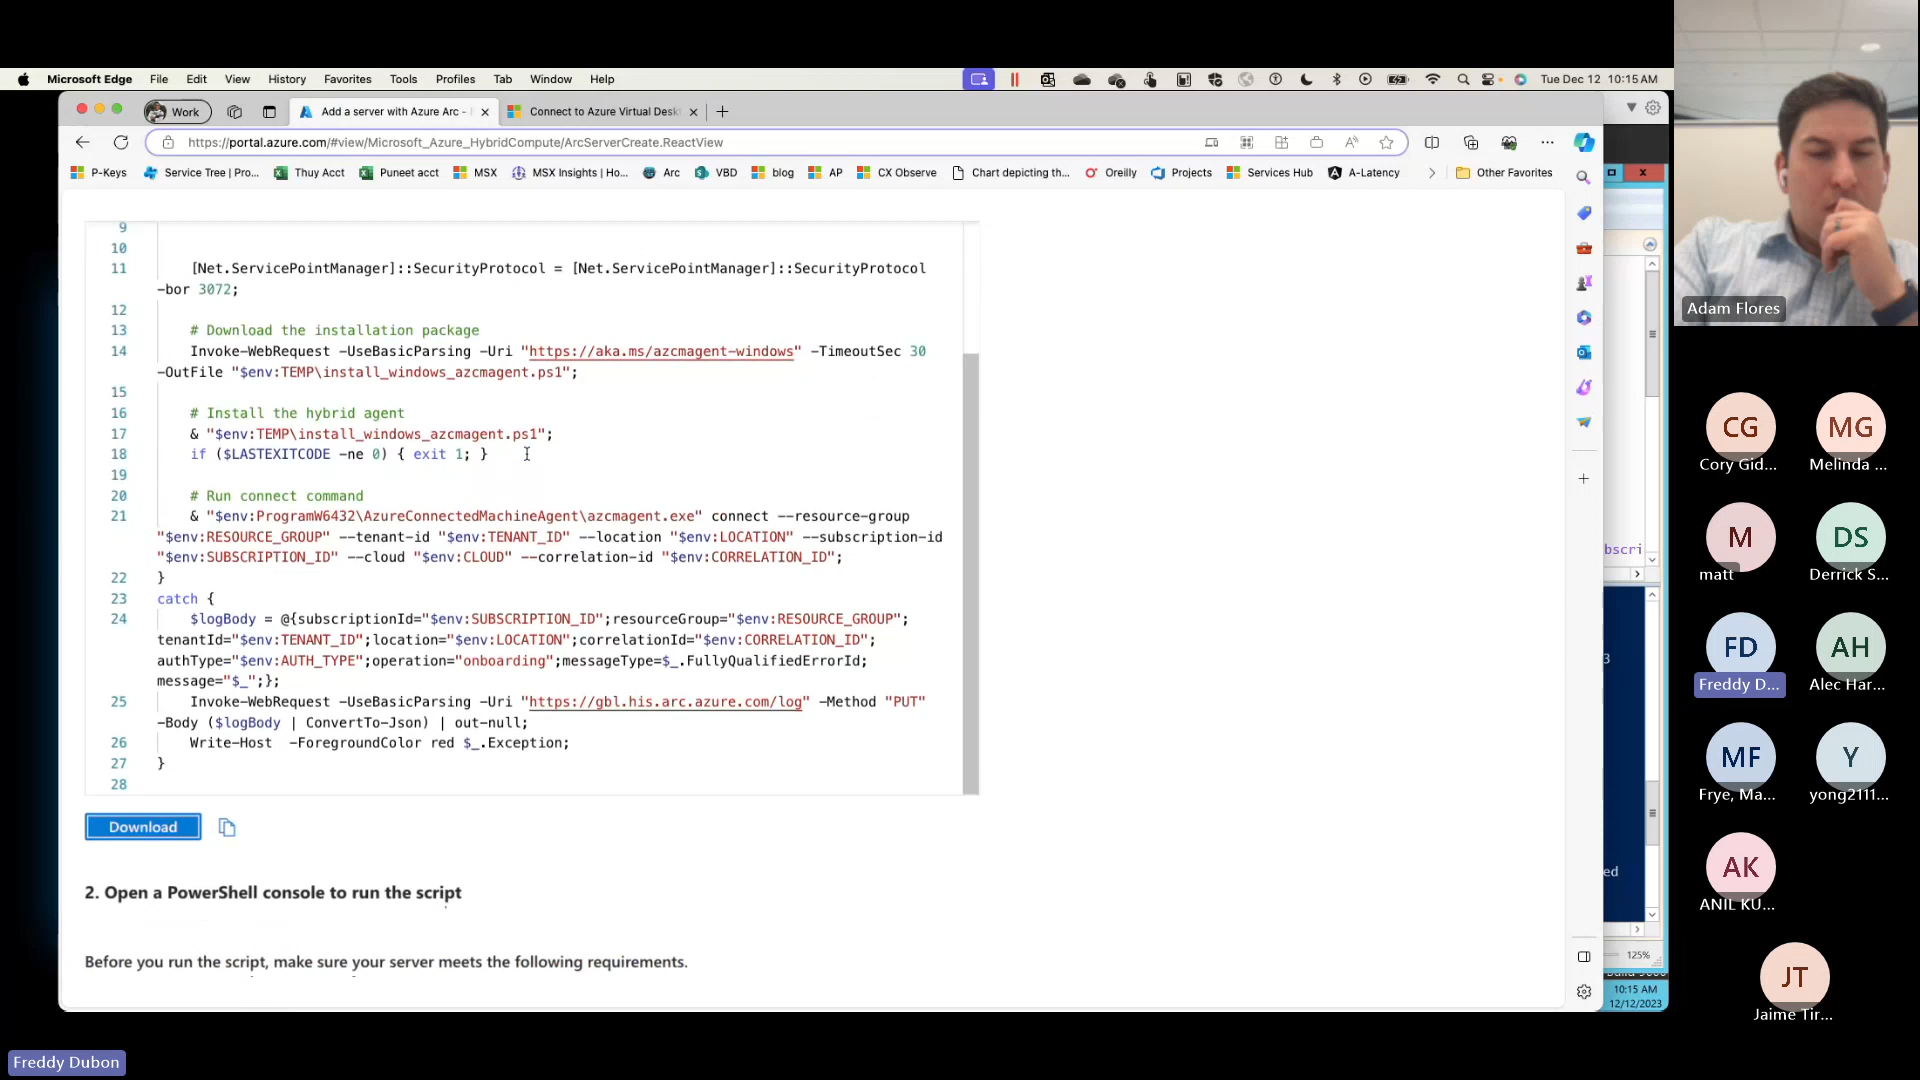 Microsoft Edge File Edit View History Favorites Tools Tab Window Help
Tue Dec 12 10:15 AM
Work
Add a server with Azure Arc -
Connect to Azure Virtual Deskt
https://portal.azure.com/#view/Microsoft_Azure_HybridCompute/ArcServerCreate.ReactView
P-Keys Service Tree | Pro... Thuy Acct Puneet acct MSX MSX Insights | Ho... Arc VBD blog AP CX Observe Chart depicting th... Oreilly Projects Services Hub A-Latency Other Favorites
9
10
11 [Net.ServicePointManager]::SecurityProtocol = [Net.ServicePointManager]::SecurityProtocol
-bor 3072;
12
13 # Download the installation package
14 Invoke-WebRequest -UseBasicParsing -Uri "https://aka.ms/azcmagent-windows" -TimeoutSec 30
-OutFile "$env:TEMP\install_windows_azcmagent.ps1";
15
16 # Install the hybrid agent
17 & "$env:TEMP\install_windows_azcmagent.ps1";
18 if ($LASTEXITCODE -ne 0) { exit 1; }
19
20 # Run connect command
21 & "$env:ProgramW6432\AzureConnectedMachineAgent\azcmagent.exe" connect --resource-group
"$env:RESOURCE_GROUP" --tenant-id "$env:TENANT_ID" --location "$env:LOCATION" --subscription-id
"$env:SUBSCRIPTION_ID" --cloud "$env:CLOUD" --correlation-id "$env:CORRELATION_ID";
22 }
23 catch {
24 $logBody = @{subscriptionId="$env:SUBSCRIPTION_ID";resourceGroup="$env:RESOURCE_GROUP";
tenantId="$env:TENANT_ID";location="$env:LOCATION";correlationId="$env:CORRELATION_ID";
authType="$env:AUTH_TYPE";operation="onboarding";messageType=$_.FullyQualifiedErrorId;
message="$_";};
25 Invoke-WebRequest -UseBasicParsing -Uri "https://gbl.his.arc.azure.com/log" -Method "PUT"
-Body ($logBody | ConvertTo-Json) | out-null;
26 Write-Host -ForegroundColor red $_.Exception;
27 }
28
Download
2. Open a PowerShell console to run the script
Before you run the script, make sure your server meets the following requirements.
bscri
3
ed
125%
10:15 AM
12/12/2023
Adam Flores
CG
Cory Gid...
MG
Melinda ...
M
matt
DS
Derrick S...
FD
Freddy D...
AH
Alec Har...
MF
Frye, Ma...
Y
yong2111...
AK
ANIL KU...
JT
Jaime Tir...
Freddy Dubon